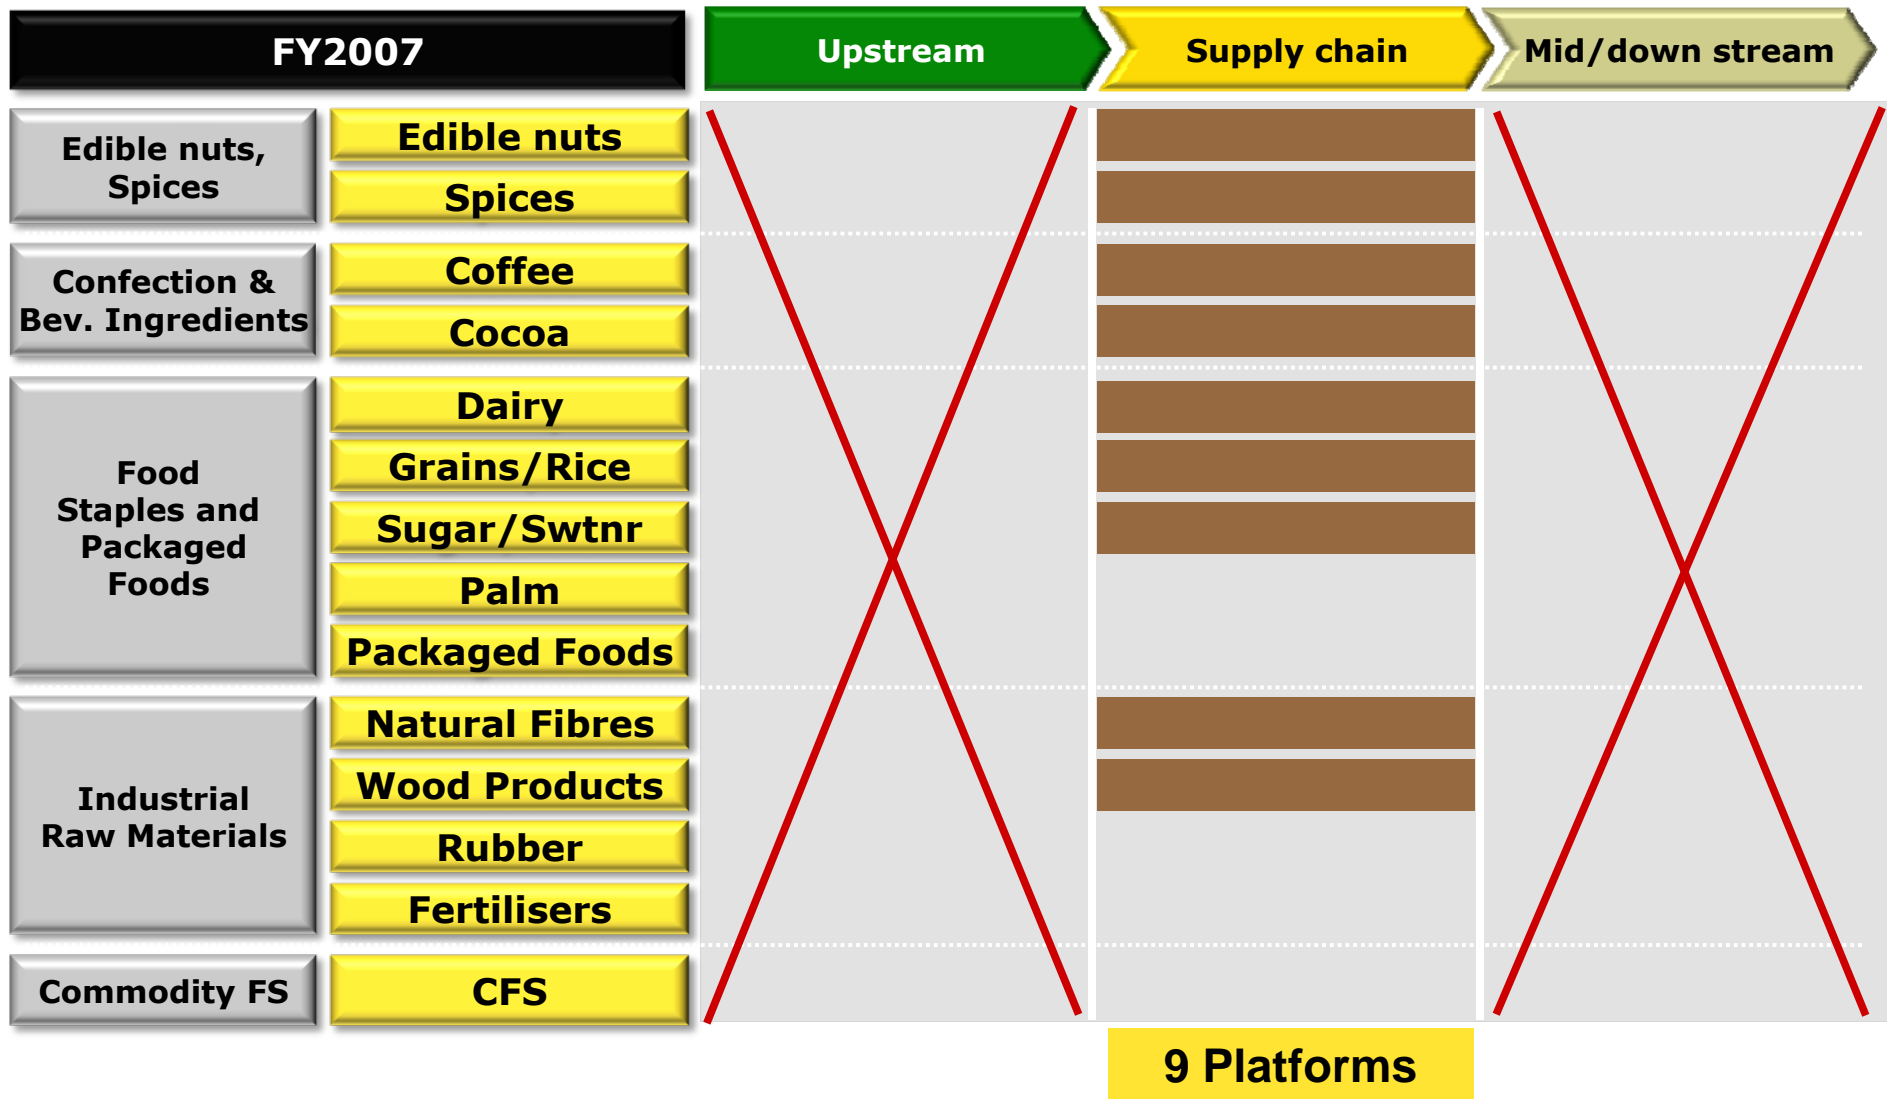 FY2007
Upstream
Supply chain
Mid/down stream
Edible nuts,
Spices
Edible nuts
Spices
Confection &
Bev. Ingredients
Coffee
Cocoa
Food
Staples and
Packaged
Foods
Dairy
Grains/Rice
Sugar/Swtnr
Palm
Packaged Foods
Industrial
Raw Materials
Natural Fibres
Wood Products
Rubber
Fertilisers
Commodity FS
CFS
9 Platforms